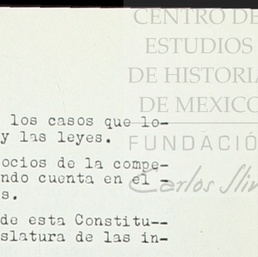 CENTRO DE
ESTUDIOS
DE HISTORIA
DE MEXICO
FUNDACIÓ
Carlos Sli
los casos que lo-
y las leyes.
ocios de la compe-
ndo cuenta en el -
s.
de esta Constitu--
slatura de las in-